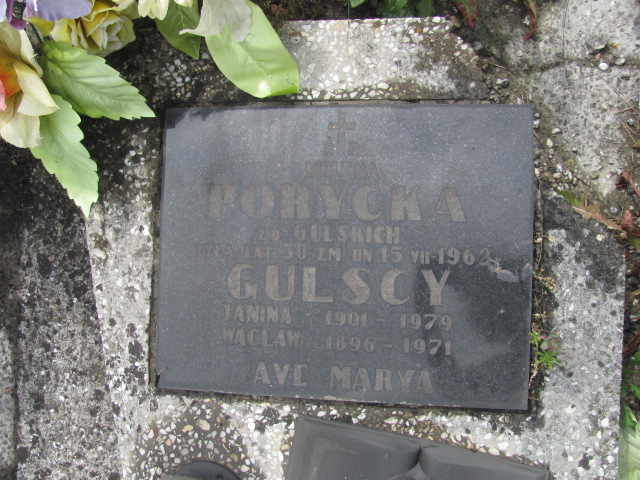 PORYCKA
GULSKICH
LAT 30 ZM DN 15 VII 1962
GULSCY
JANINA 1901 - 1979
WACŁAW 1896 - 1971
AVE MARYA